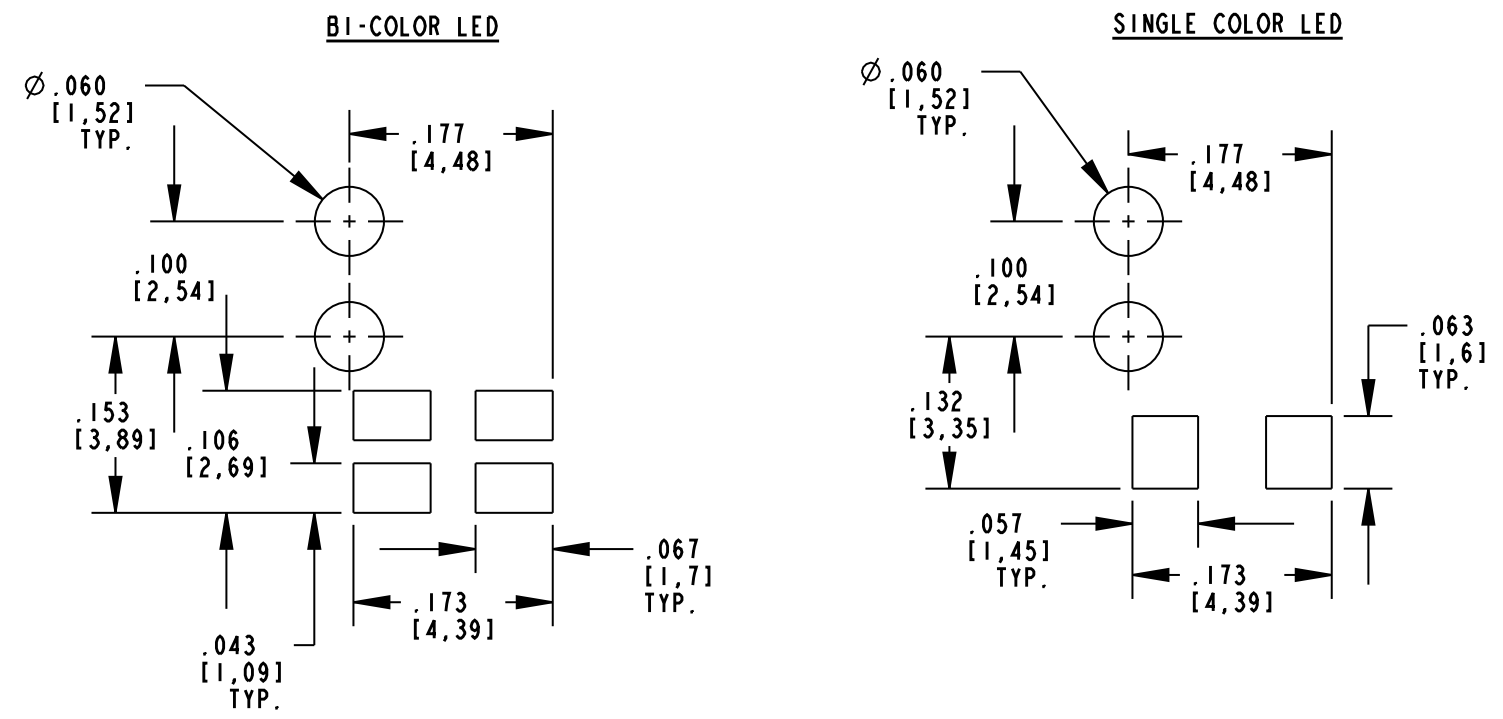 BI-COLOR LED
Ø .060
[1,52]
TYP.
.177
[4,48]
.100
[2,54]
.153
[3,89]
.106
[2,69]
.067
[1,7]
TYP.
.173
[4,39]
.043
[1,09]
TYP.
SINGLE COLOR LED
Ø .060
[1,52]
TYP.
.177
[4,48]
.100
[2,54]
.063
[1,6]
TYP.
.132
[3,35]
.057
[1,45]
TYP.
.173
[4,39]